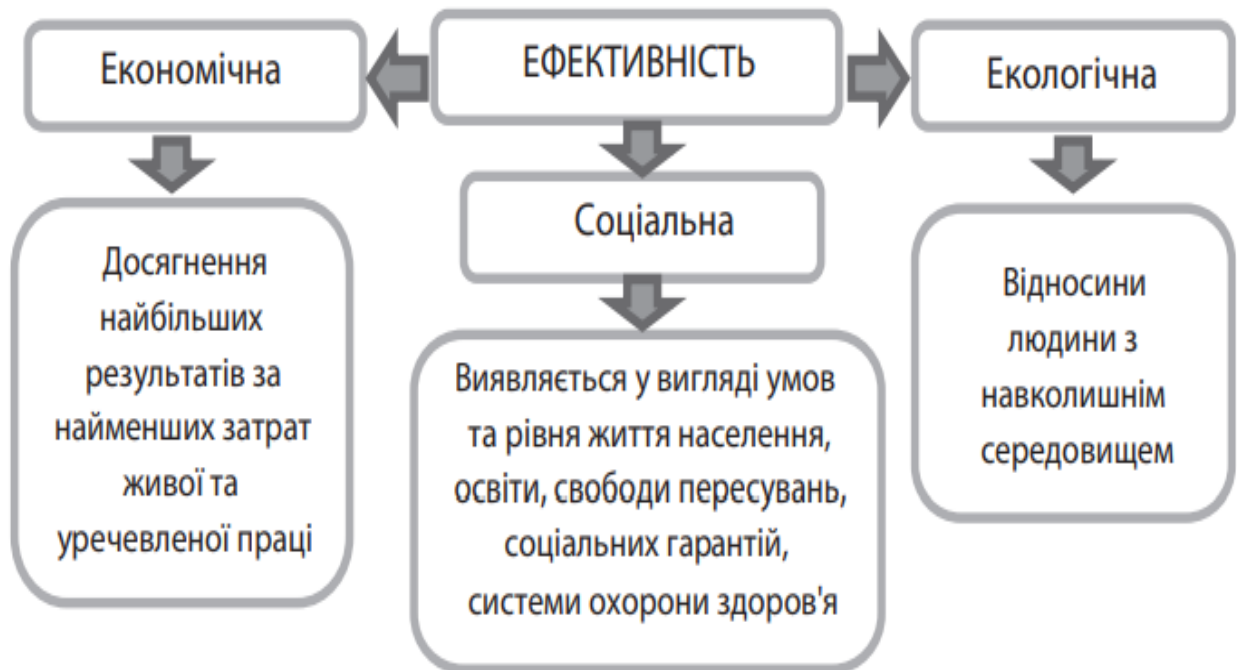 ЕФЕКТИВНІСТЬ
Економічна
Екологічна
Соціальна
Досягнення
найбільших
результатів за
найменших затрат
живої та
уречевленої праці
Виявляється у вигляді умов
та рівня життя населення,
освіти, свободи пересувань,
соціальних гарантій,
системи охорони здоров'я
Відносини
людини з
навколишнім
середовищем